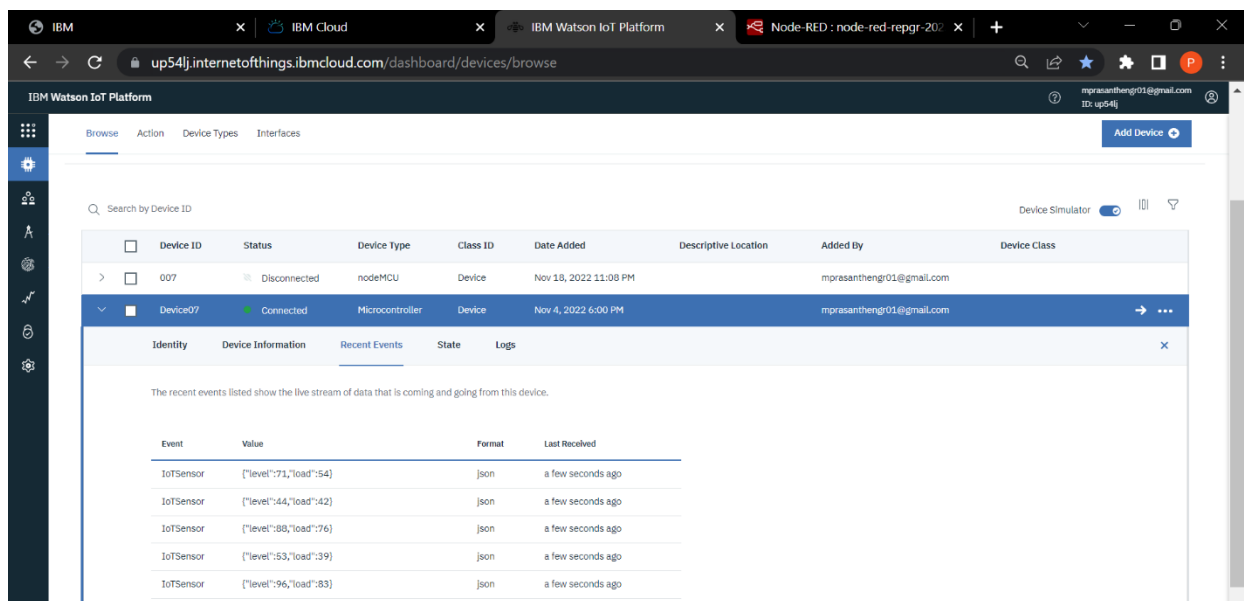 IBM
IBM Cloud
IBM Watson IoT Platform
Node-RED : node-red-repgr-202
up54lj.internetofthings.ibmcloud.com/dashboard/devices/browse
P
IBM Watson IoT Platform
mprasanthengr01@gmail.com
ID: up54lj
Browse Action Device Types Interfaces
Add Device
Search by Device ID
Device Simulator
Device ID Status Device Type Class ID Date Added Descriptive Location Added By Device Class
007 Disconnected nodeMCU Device Nov 18, 2022 11:08 PM mprasanthengr01@gmail.com
Device07 Connected Microcontroller Device Nov 4, 2022 6:00 PM mprasanthengr01@gmail.com
Identity Device Information Recent Events State Logs
The recent events listed show the live stream of data that is coming and going from this device.
Event Value Format Last Received
IoTSensor {"level":71,"load":54} json a few seconds ago
IoTSensor {"level":44,"load":42} json a few seconds ago
IoTSensor {"level":88,"load":76} json a few seconds ago
IoTSensor {"level":53,"load":39} json a few seconds ago
IoTSensor {"level":96,"load":83} json a few seconds ago